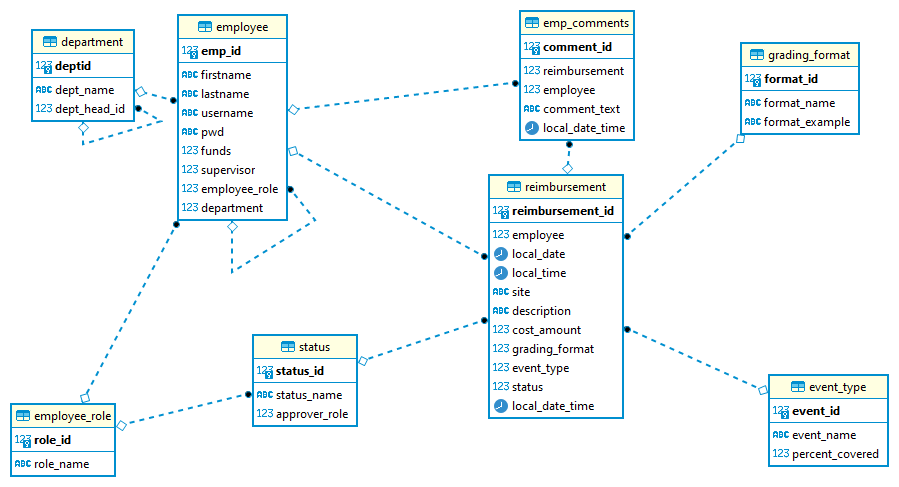 department
123 deptid
ABC dept_name
123 dept_head_id
employee
123 emp_id
ABC firstname
ABC lastname
ABC username
ABC pwd
123 funds
123 supervisor
123 employee_role
123 department
emp_comments
123 comment_id
123 reimbursement
123 employee
ABC comment_text
local_date_time
grading_format
123 format_id
ABC format_name
ABC format_example
reimbursement
123 reimbursement_id
123 employee
local_date
local_time
ABC site
ABC description
123 cost_amount
123 grading_format
123 event_type
123 status
local_date_time
status
123 status_id
ABC status_name
123 approver_role
employee_role
123 role_id
ABC role_name
event_type
123 event_id
ABC event_name
123 percent_covered